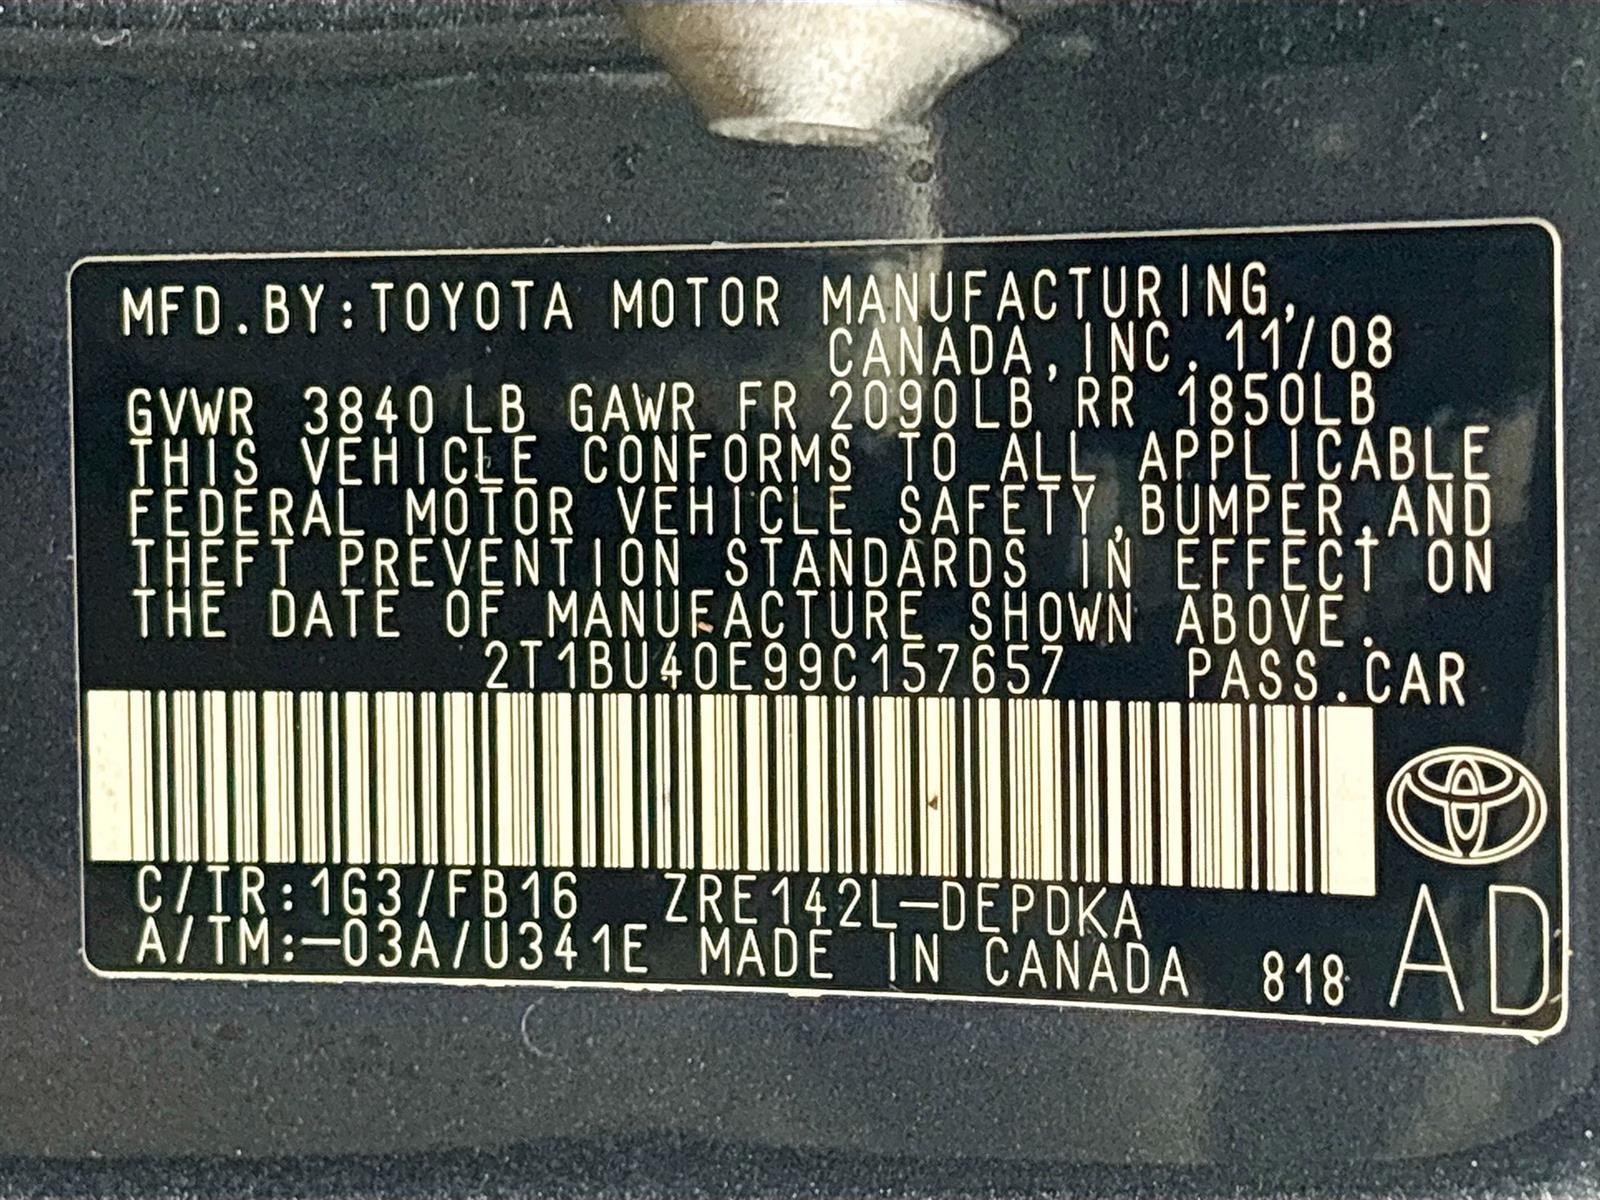 MFD.BY:TOYOTA MOTOR MANUFACTURING,
CANADA,INC. 11/08
GVWR 3840LB GAWR FR 2090LB RR 1850LB
THIS VEHICLE CONFORMS TO ALL APPLICABLE
FEDERAL MOTOR VEHICLE SAFETY,BUMPER,AND
THEFT PREVENTION STANDARDS IN EFFECT ON
THE DATE OF MANUFACTURE SHOWN ABOVE.
2T1BU40E99C157657 PASS.CAR
C/TR:1G3/FB16 ZRE142L-DEPDKA
A/TM:-03A/U341E MADE IN CANADA 818 AD